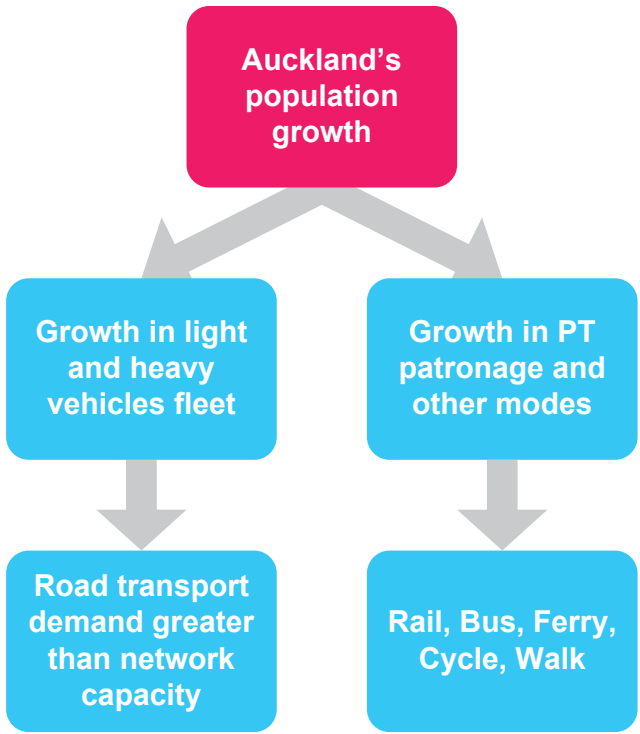 Auckland’s
population
growth
Growth in light
and heavy
vehicles fleet
Growth in PT
patronage and
other modes
Road transport
demand greater
than network
capacity
Rail, Bus, Ferry,
Cycle, Walk